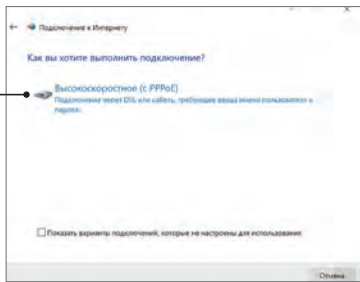 Подключение к Интернету
Как вы хотите выполнить подключение?
Высокоскоростное (с PPPoE)
Подключение через DSL или кабель, требующее ввода имени пользователя и
пароля.
Показать варианты подключений, которые не настроены для использования
Отмена